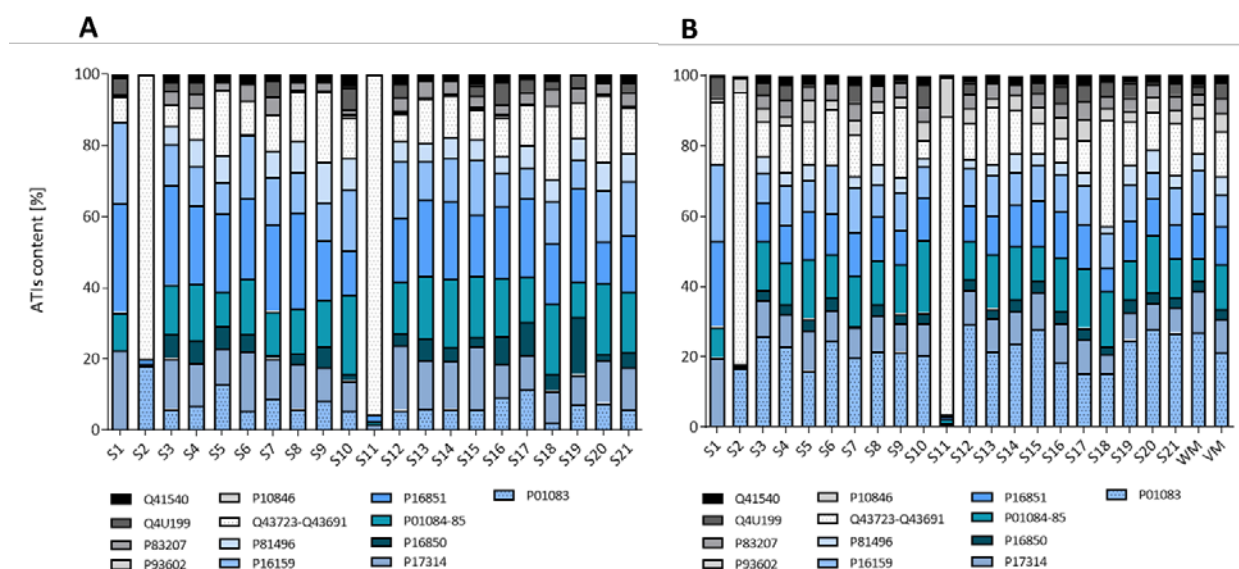 A
B
100
80
60
40
20
0
ATIs content [%]
S1 S2 S3 S4 S5 S6 S7 S8 S9 S10 S11 S12 S13 S14 S15 S16 S17 S18 S19 S20 S21
100
80
60
40
20
0
S1 S2 S3 S4 S5 S6 S7 S8 S9 S10 S11 S12 S13 S14 S15 S16 S17 S18 S19 S20 S21 WM VM
Q41540 P10846 P16851 P01083
Q4U199 Q43723-Q43691 P01084-85
P83207 P81496 P16850
P93602 P16159 P17314
Q41540 P10846 P16851 P01083
Q4U199 Q43723-Q43691 P01084-85
P83207 P81496 P16850
P93602 P16159 P17314